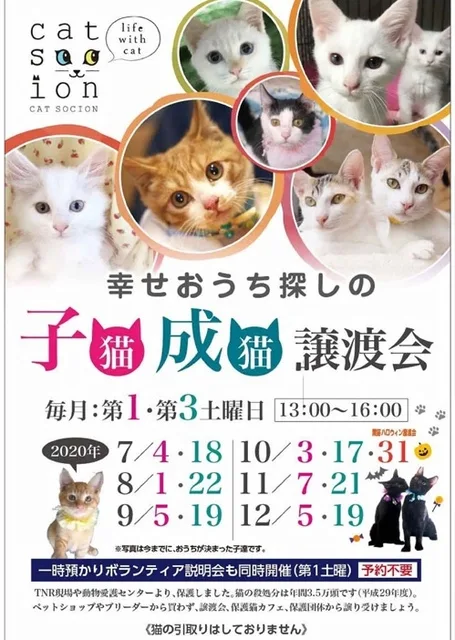 cat
life
with
cat
soo
ion
CAT SOCION
幸せおうち探しの
子猫 成猫 譲渡会
毎月：第1・第3土曜日 13:00〜16:00
2020年
7/4・18
8/1・22
9/5・19
10/3・17・31
11/7・21
12/5・19
※写真は今までに、おうちが決まった子達です。
一時預かりボランティア説明会も同時開催（第1土曜） 予約不要
TNR現場や動物愛護センターより、保護しました。猫の殺処分は年間3.5万頭です（平成29年度）。
ペットショップやブリーダーから買わず、譲渡会、保護猫カフェ、保護団体から譲り受けましょう。
《猫の引取りはしておりません》